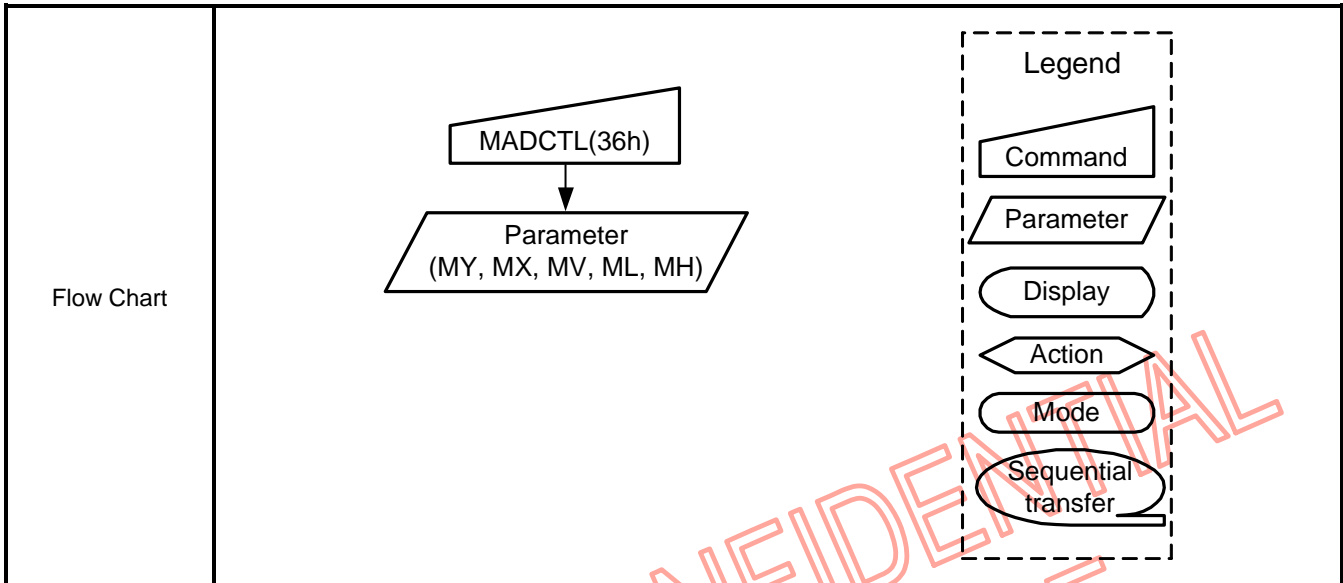 Flow Chart
MADCTL(36h)
Parameter
(MY, MX, MV, ML, MH)
Legend
Command
Parameter
Display
Action
Mode
Sequential
transfer